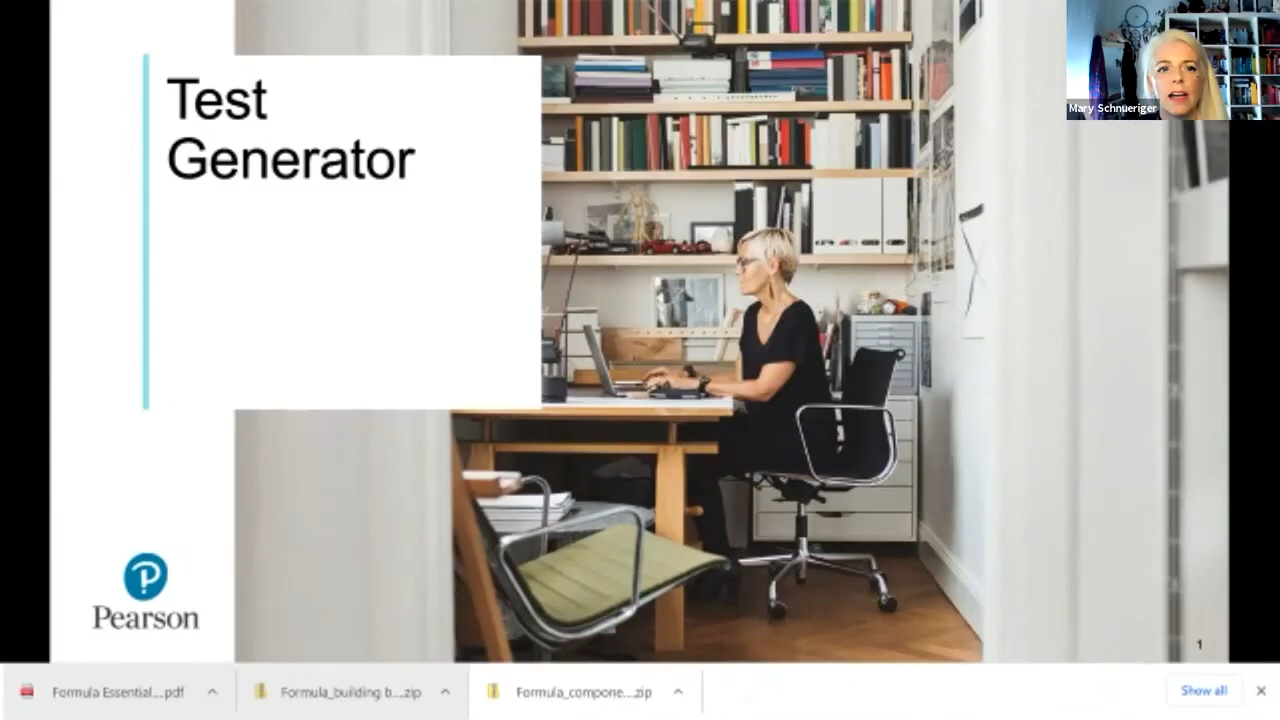 Test
Generator
Mary Schnueriger
Pearson
1
Formula Essential....pdf
Formula_building b....zip
Formula_compone....zip
Show all